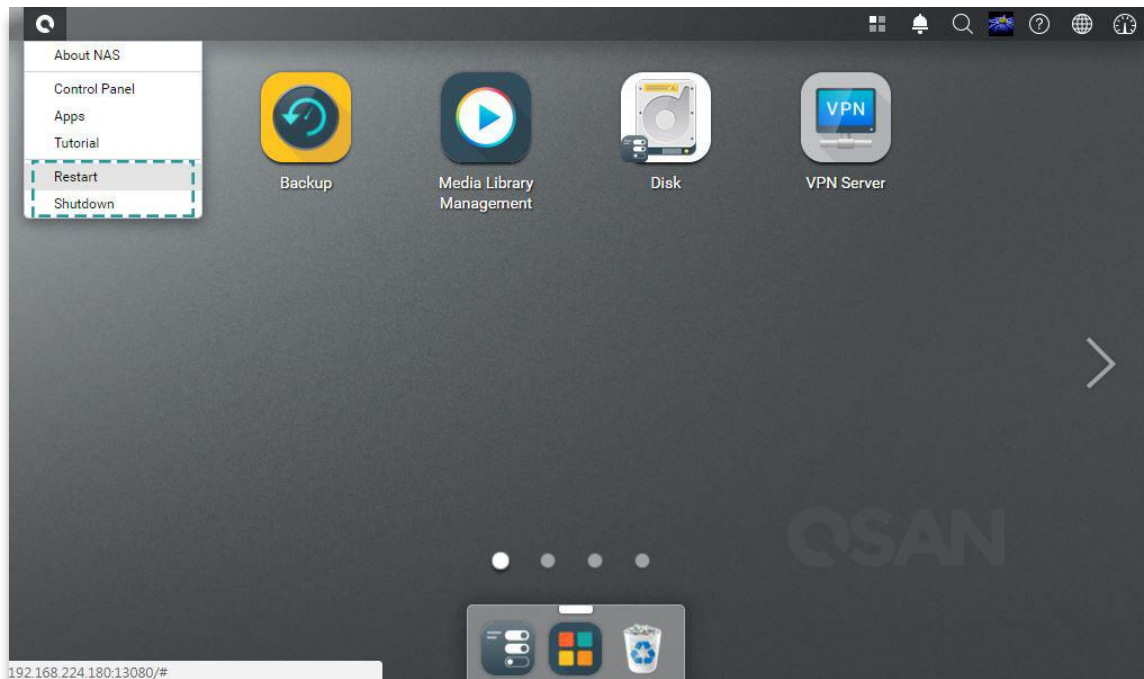 About NAS
Control Panel
Apps
Tutorial
Restart
Shutdown
VPN
Backup
Media Library
Management
Disk
VPN Server
QSAN
192.168.224.180:13080/#